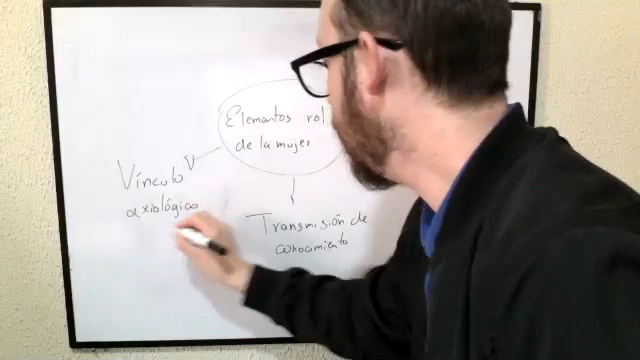 Elementos rol
de la mujer
Vínculo
axiológico
Transmisión de
conocimiento